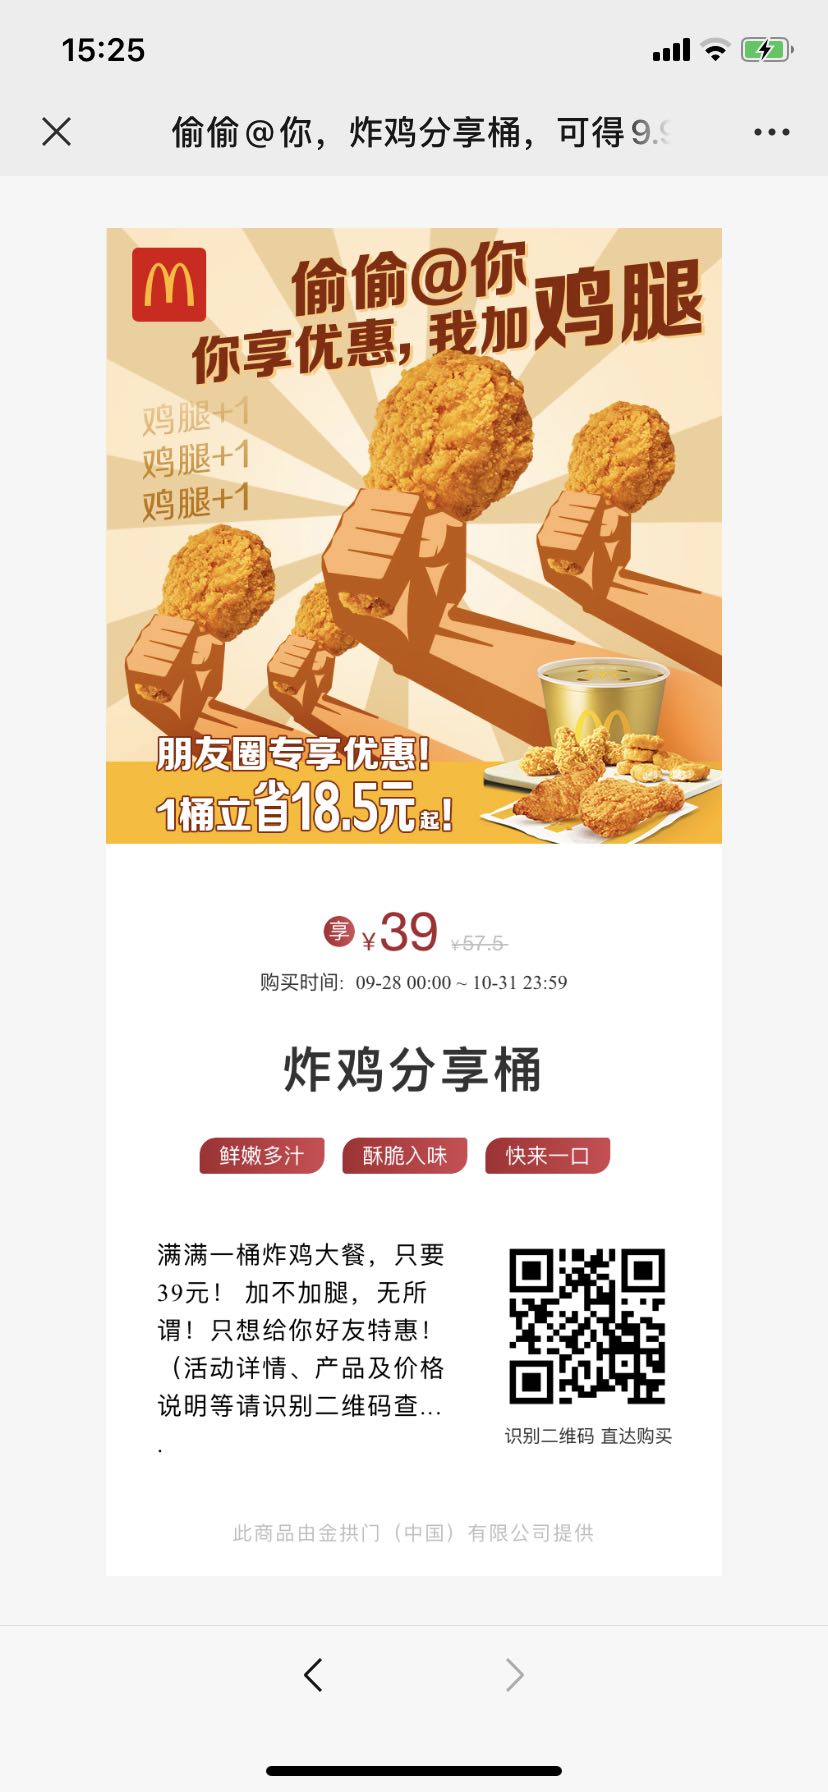 15:25
偷偷@你，炸鸡分享桶，可得9.9
偷偷@你
你享优惠，我加鸡腿
鸡腿+1
鸡腿+1
鸡腿+1
朋友圈专享优惠！
1桶立省18.5元起！
享 ¥39 ¥57.5
购买时间：09-28 00:00 ~ 10-31 23:59
炸鸡分享桶
鲜嫩多汁 酥脆入味 快来一口
满满一桶炸鸡大餐，只要
39元！ 加不加腿，无所
谓！只想给你好友特惠！
（活动详情、产品及价格
说明等请识别二维码查...
.
识别二维码 直达购买
此商品由金拱门（中国）有限公司提供